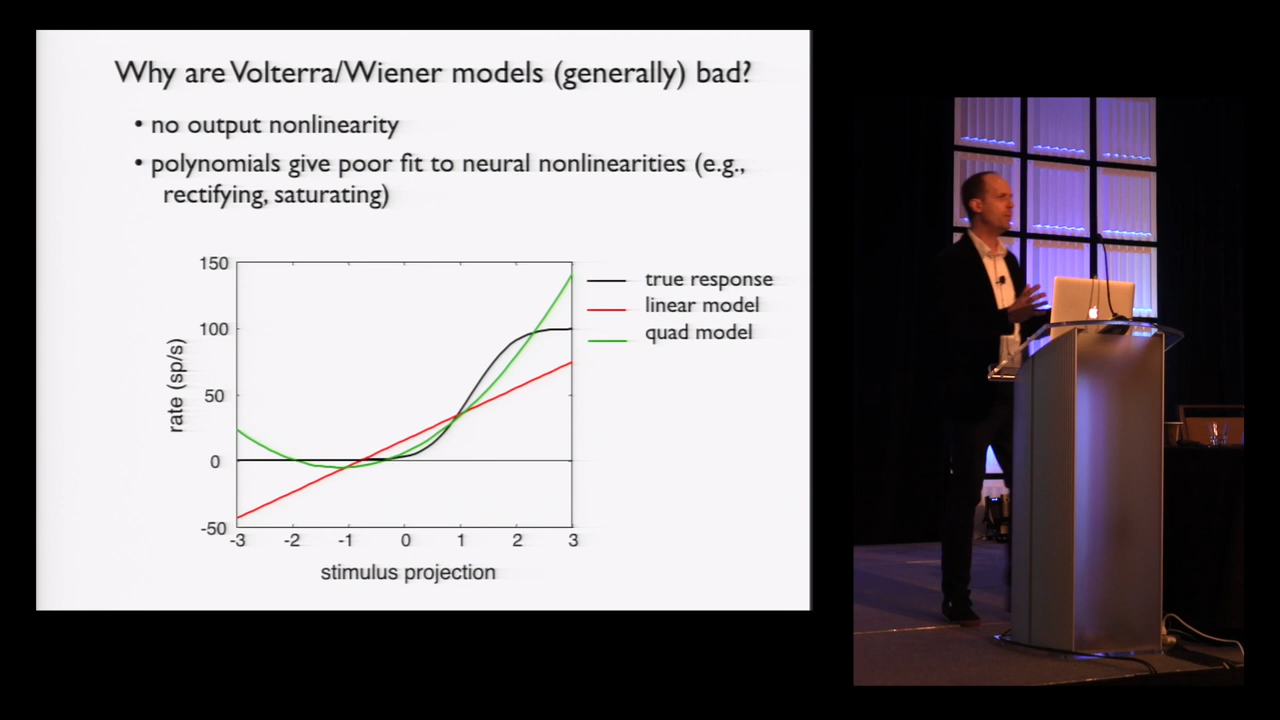 Why are Volterra/Wiener models (generally) bad?
• no output nonlinearity
• polynomials give poor fit to neural nonlinearities (e.g.,
rectifying, saturating)
150
100
50
0
-50
rate (sp/s)
-3 -2 -1 0 1 2 3
stimulus projection
true response
linear model
quad model